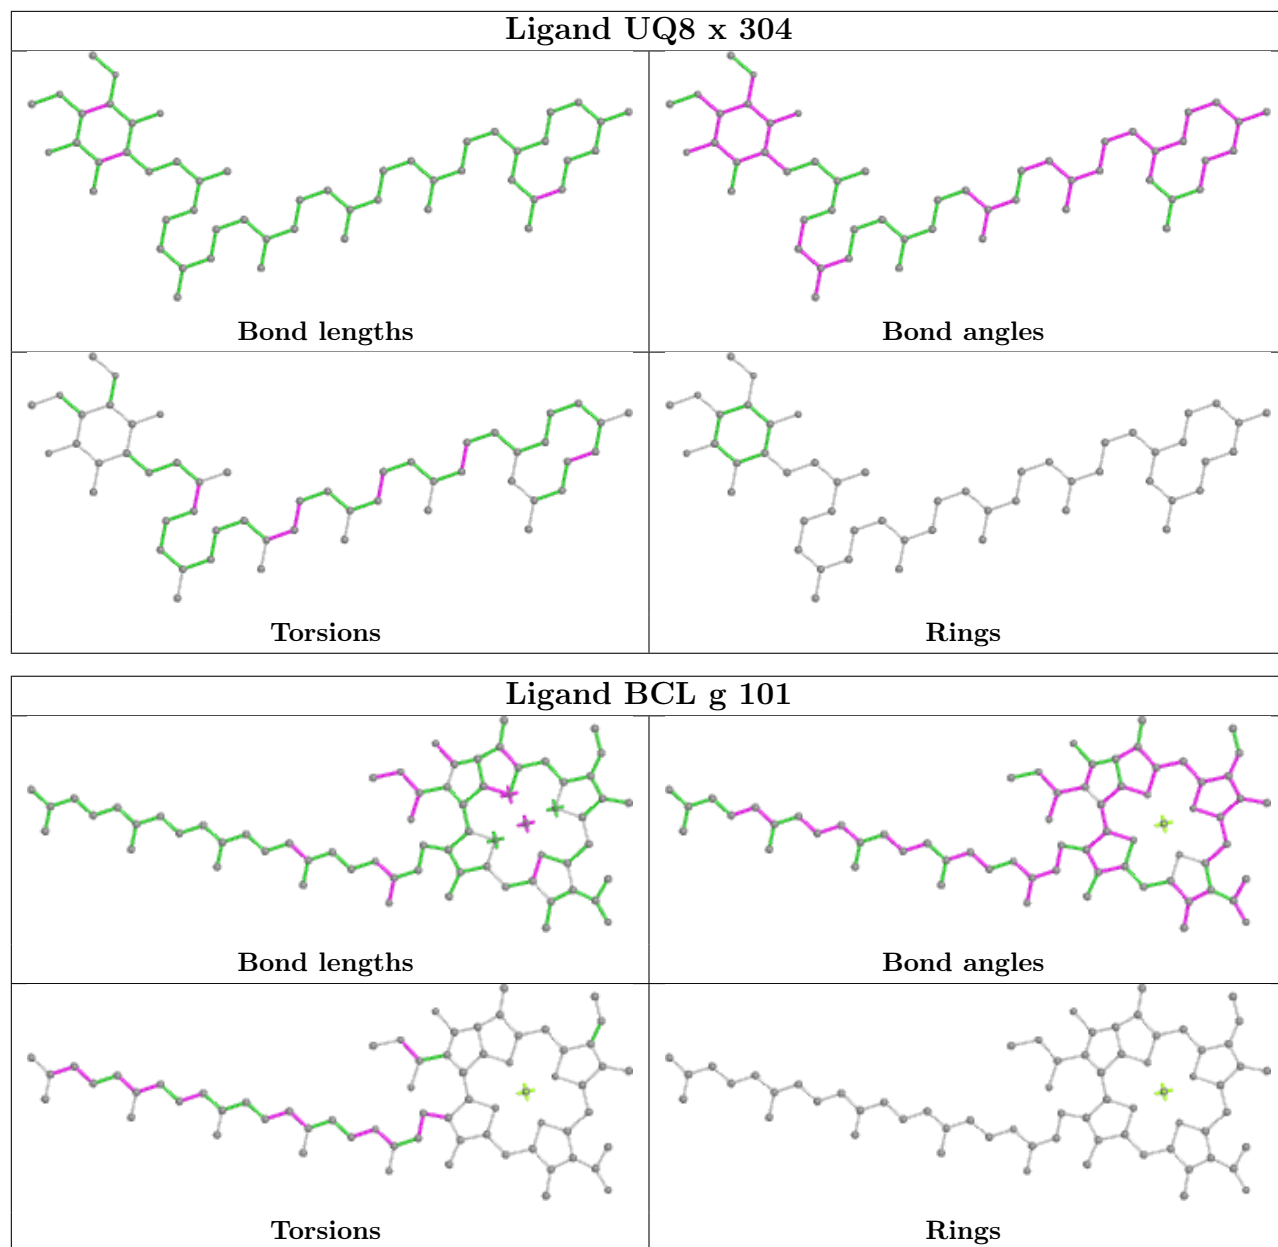 Ligand UQ8 x 304
Bond lengths
Bond angles
Torsions
Rings
Ligand BCL g 101
Bond lengths
Bond angles
Torsions
Rings